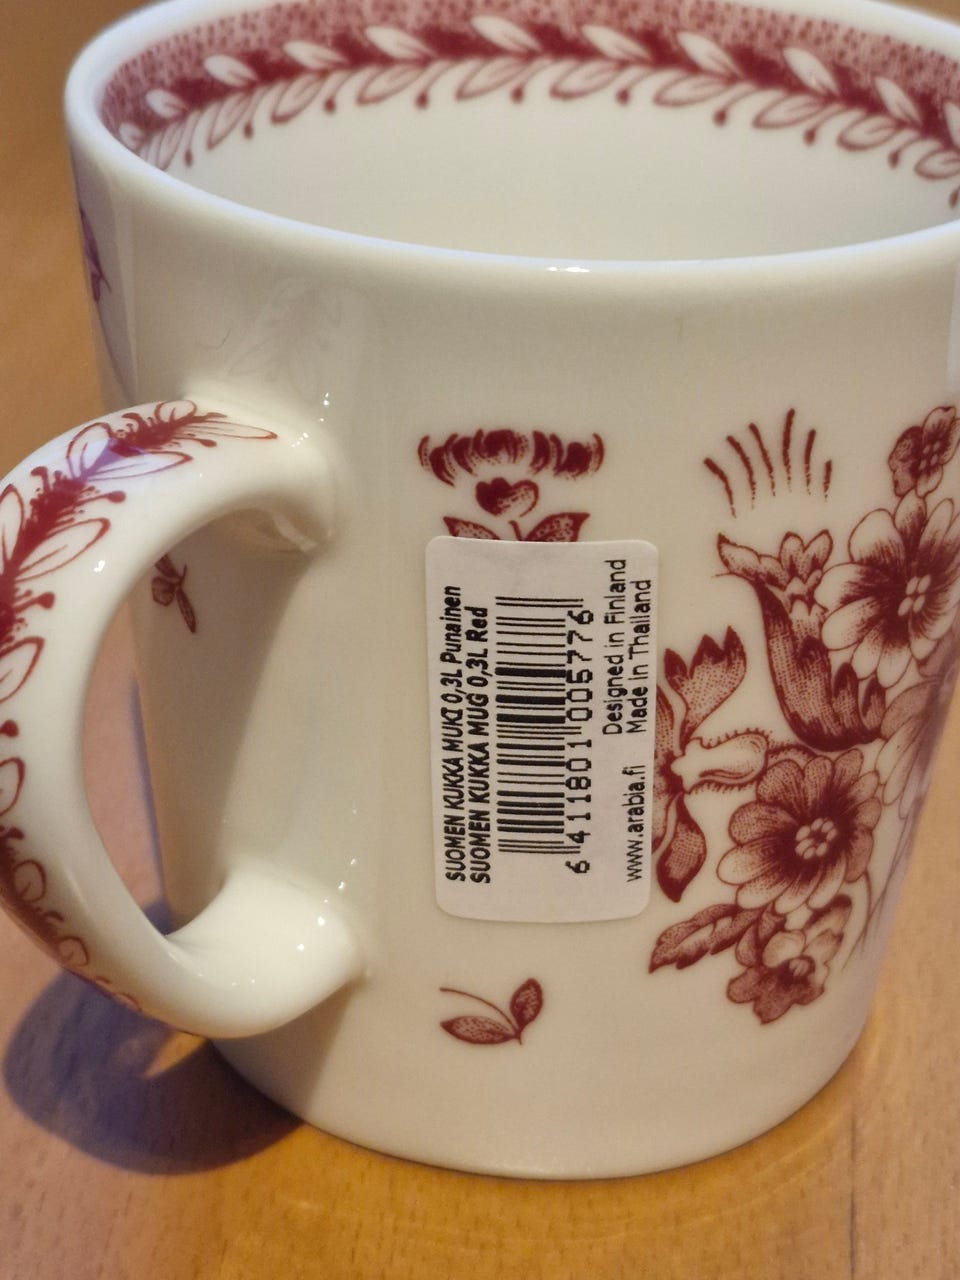 SUOMEN KUKKA MUKI 0,3L Punainen
SUOMEN KUKKA MUG 0,3L Red
6 411801 005776
Designed in Finland
www.arabia.fi Made in Thailand